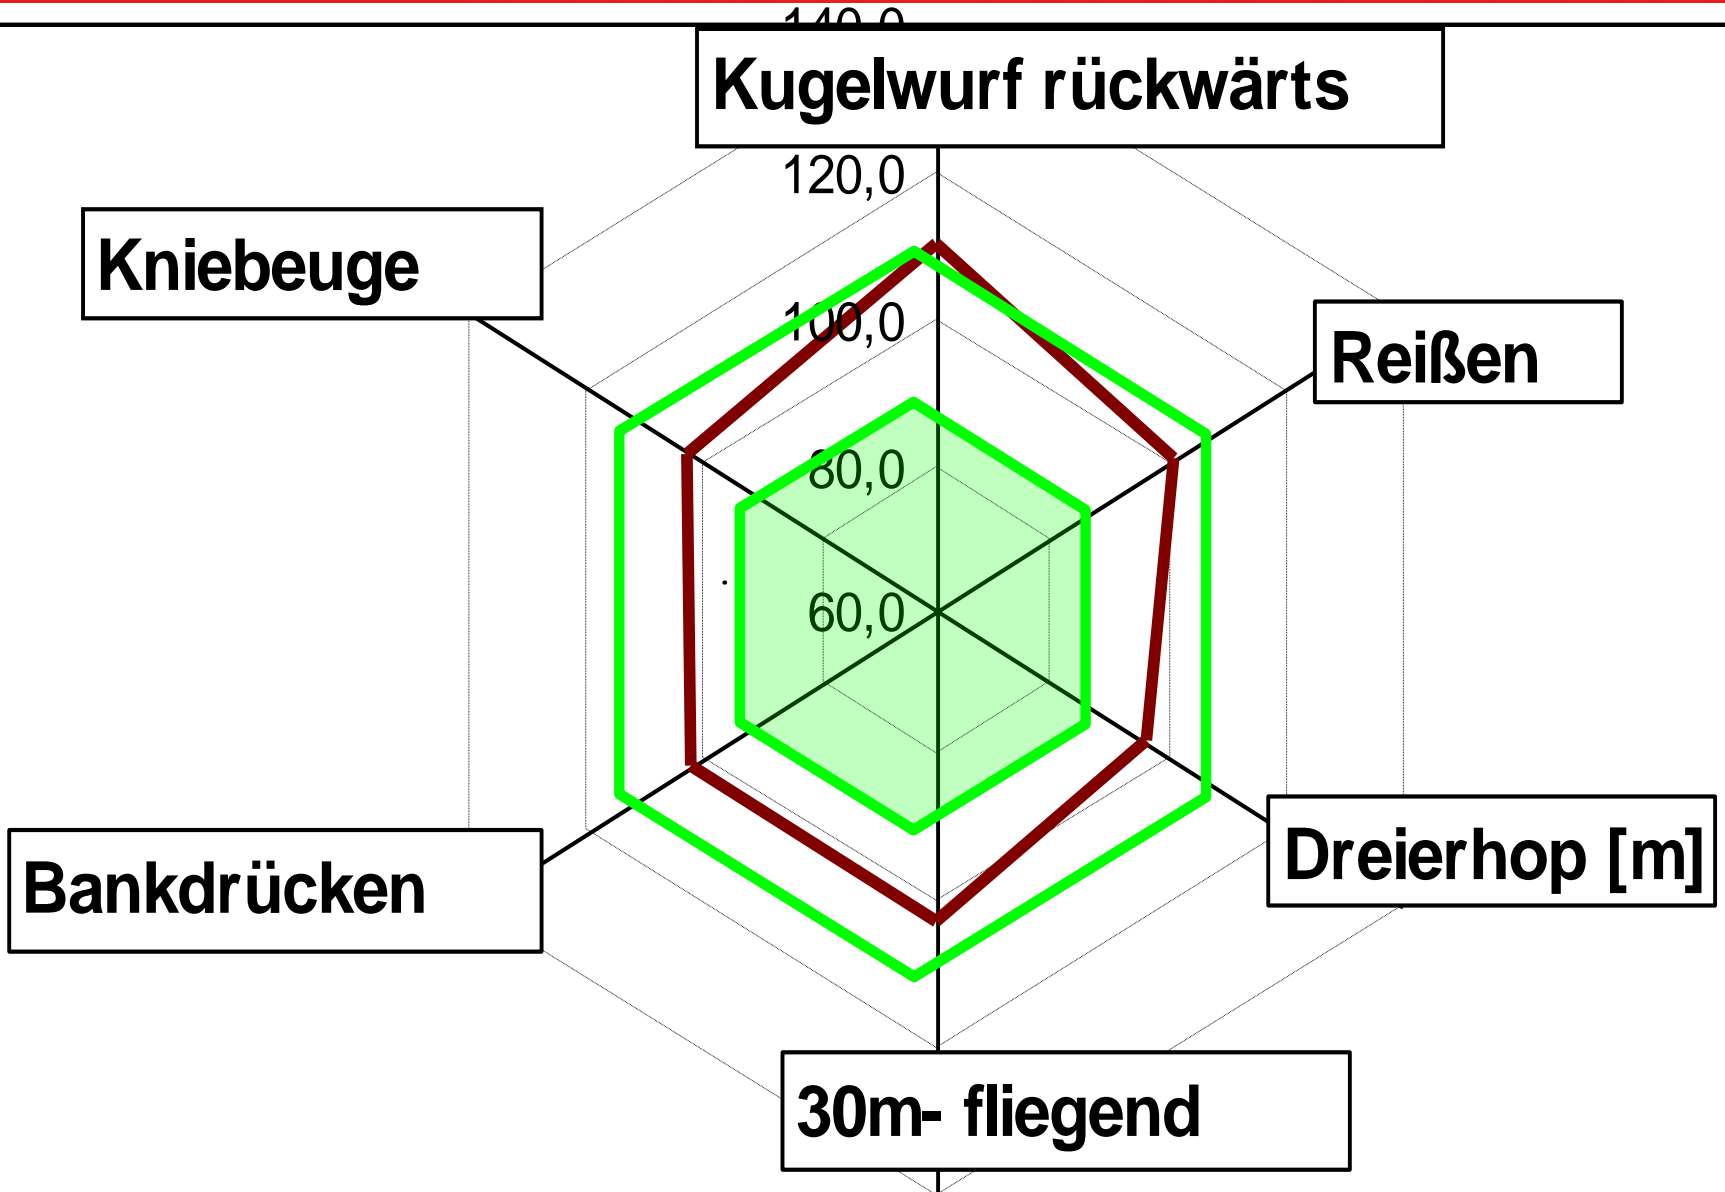 140,0
Kugelwurf rückwärts
120,0
Kniebeuge
100,0
Reißen
80,0
60,0
Dreierhop [m]
Bankdrücken
30m- fliegend